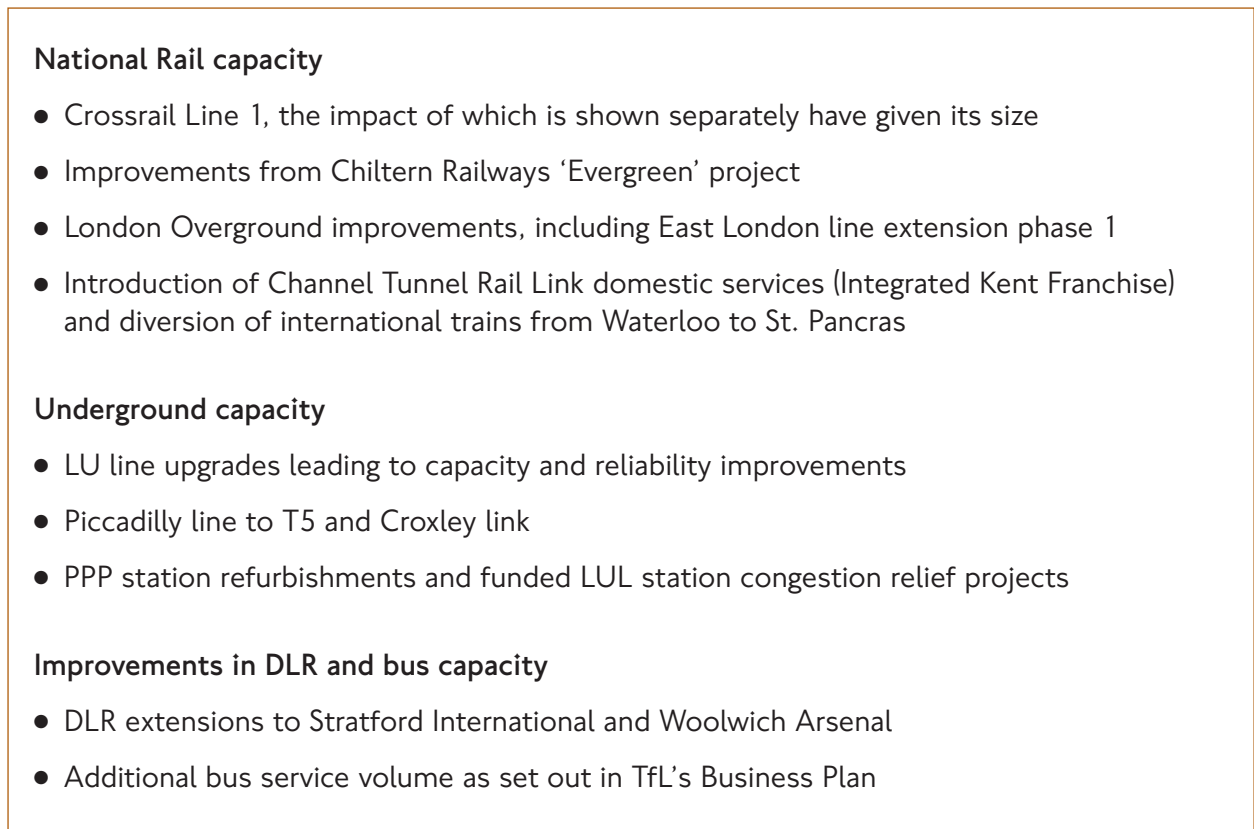 National Rail capacity
● Crossrail Line 1, the impact of which is shown separately have given its size
● Improvements from Chiltern Railways ‘Evergreen’ project
● London Overground improvements, including East London line extension phase 1
● Introduction of Channel Tunnel Rail Link domestic services (Integrated Kent Franchise)
and diversion of international trains from Waterloo to St. Pancras
Underground capacity
● LU line upgrades leading to capacity and reliability improvements
● Piccadilly line to T5 and Croxley link
● PPP station refurbishments and funded LUL station congestion relief projects
Improvements in DLR and bus capacity
● DLR extensions to Stratford International and Woolwich Arsenal
● Additional bus service volume as set out in TfL’s Business Plan